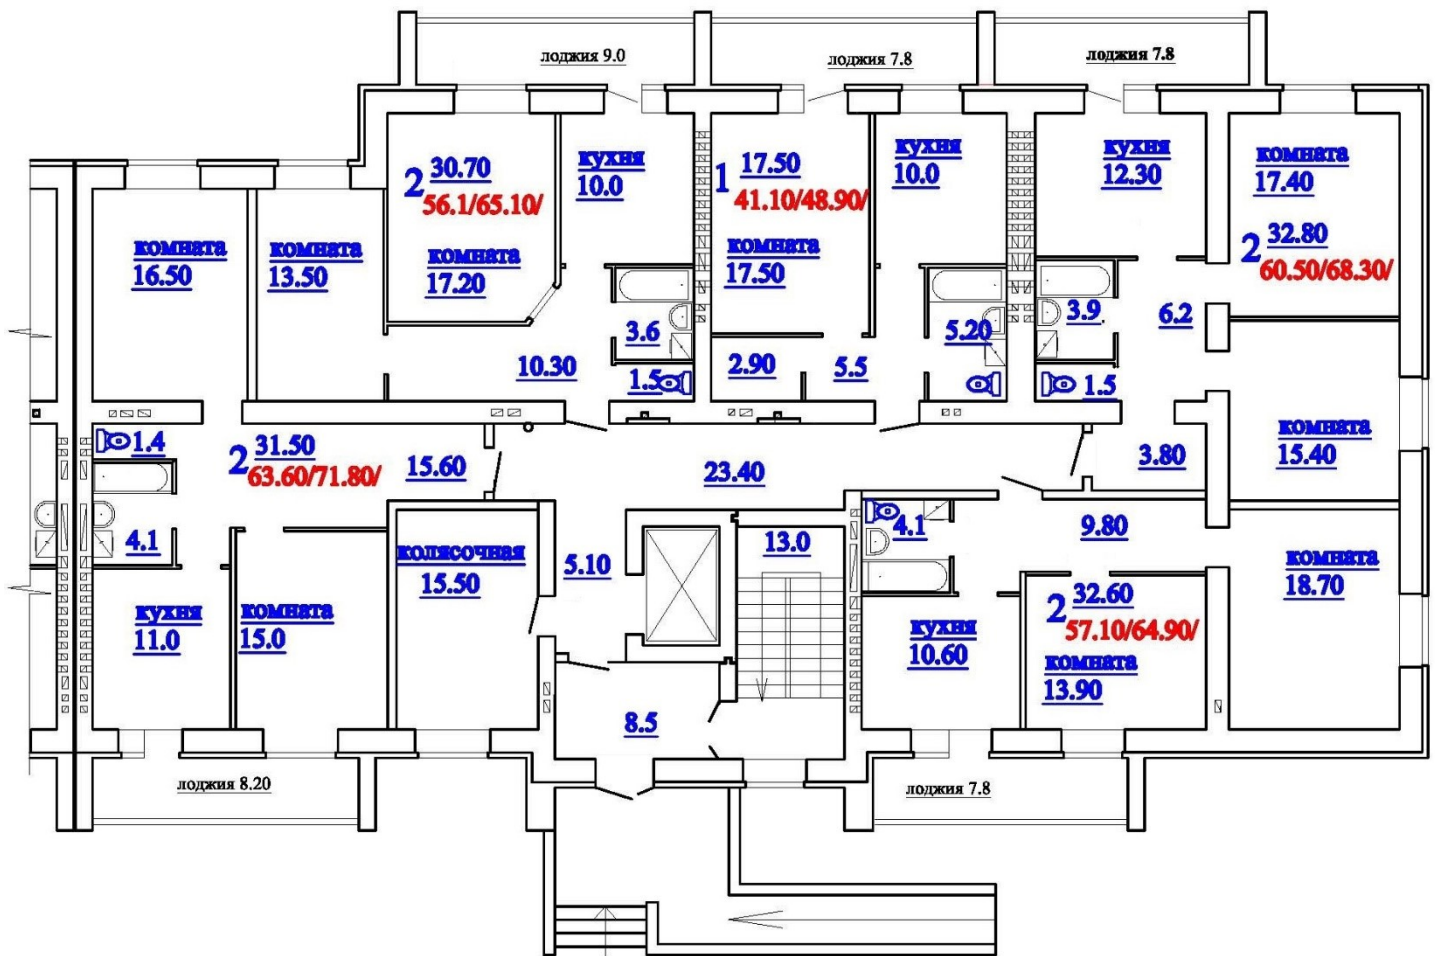 лоджия 9.0
лоджия 7.8
лоджия 7.8
комната
16.50
комната
13.50
2 30.70
56.1/65.10/
комната
17.20
кухня
10.0
3.6
1.5
10.30
1 17.50
41.10/48.90/
комната
17.50
2.90
5.5
кухня
10.0
5.20
кухня
12.30
3.9
6.2
1.5
комната
17.40
2 32.80
60.50/68.30/
комната
15.40
3.80
1.4
2 31.50
63.60/71.80/
15.60
4.1
кухня
11.0
комната
15.0
колясочная
15.50
23.40
5.10
13.0
8.5
4.1
9.80
кухня
10.60
2 32.60
57.10/64.90/
комната
13.90
комната
18.70
лоджия 8.20
лоджия 7.8